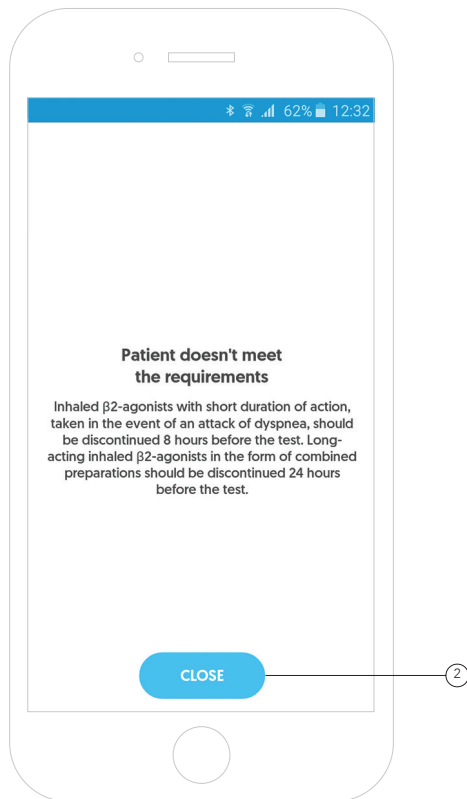 62% 12:32
Patient doesn't meet
the requirements
Inhaled β2-agonists with short duration of action,
taken in the event of an attack of dyspnea, should
be discontinued 8 hours before the test. Long-
acting inhaled β2-agonists in the form of combined
preparations should be discontinued 24 hours
before the test.
CLOSE
2